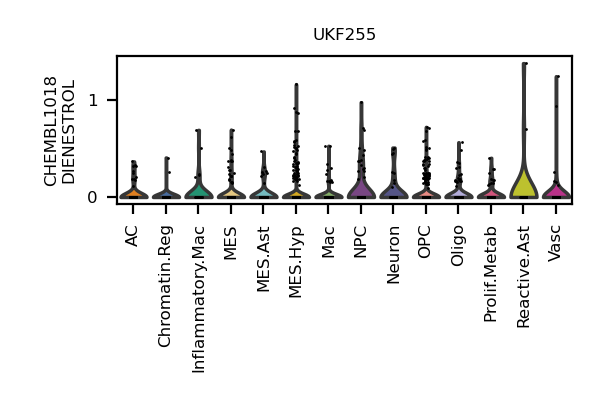 UKF255
CHEMBL1018
DIENESTROL
1
0
AC
Chromatin.Reg
Inflammatory.Mac
MES
MES.Ast
MES.Hyp
Mac
NPC
Neuron
OPC
Oligo
Prolif.Metab
Reactive.Ast
Vasc